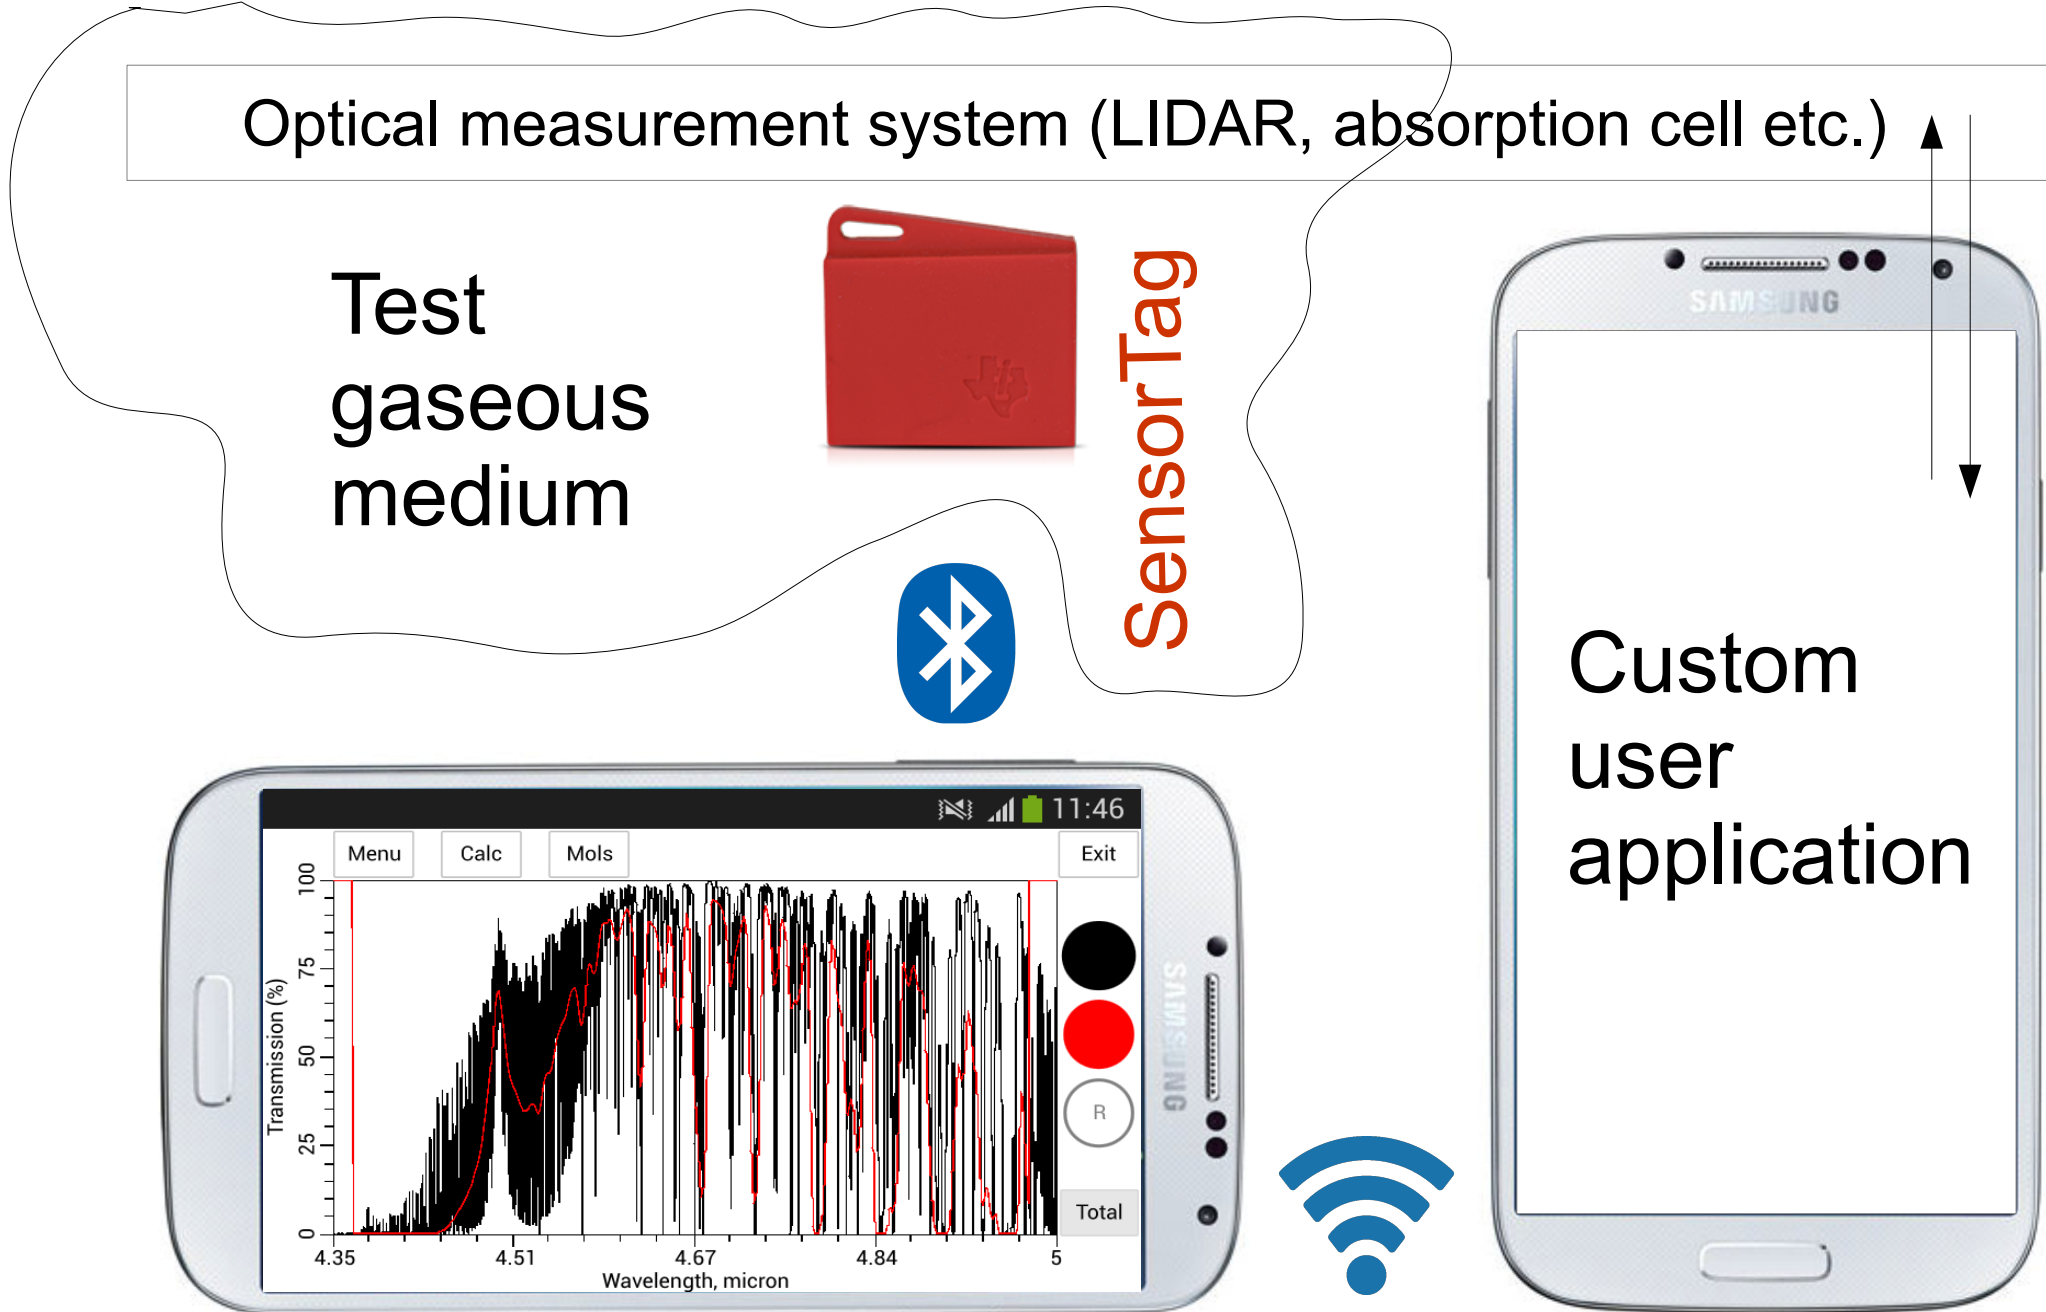 Optical measurement system (LIDAR, absorption cell etc.)
Test
gaseous
medium
SensorTag
SAMSUNG
Custom
user
application
11:46
Menu
Calc
Mols
Exit
100
75
50
25
0
Transmission (%)
4.35
4.51
4.67
4.84
5
Wavelength, micron
R
Total
SAMSUNG